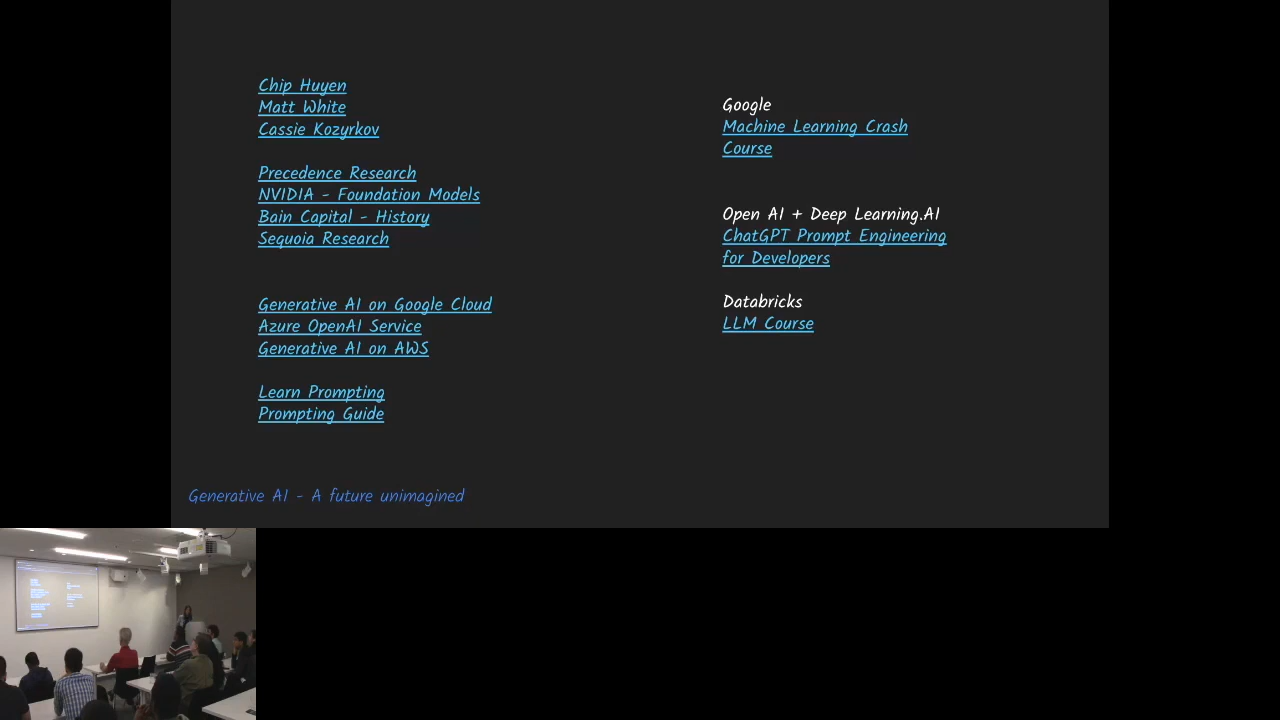 Chip Huyen
Matt White
Cassie Kozyrkov
Precedence Research
NVIDIA - Foundation Models
Bain Capital - History
Sequoia Research
Generative AI on Google Cloud
Azure OpenAI Service
Generative AI on AWS
Learn Prompting
Prompting Guide
Google
Machine Learning Crash
Course
Open AI + Deep Learning.AI
ChatGPT Prompt Engineering
for Developers
Databricks
LLM Course
Generative AI - A future unimagined